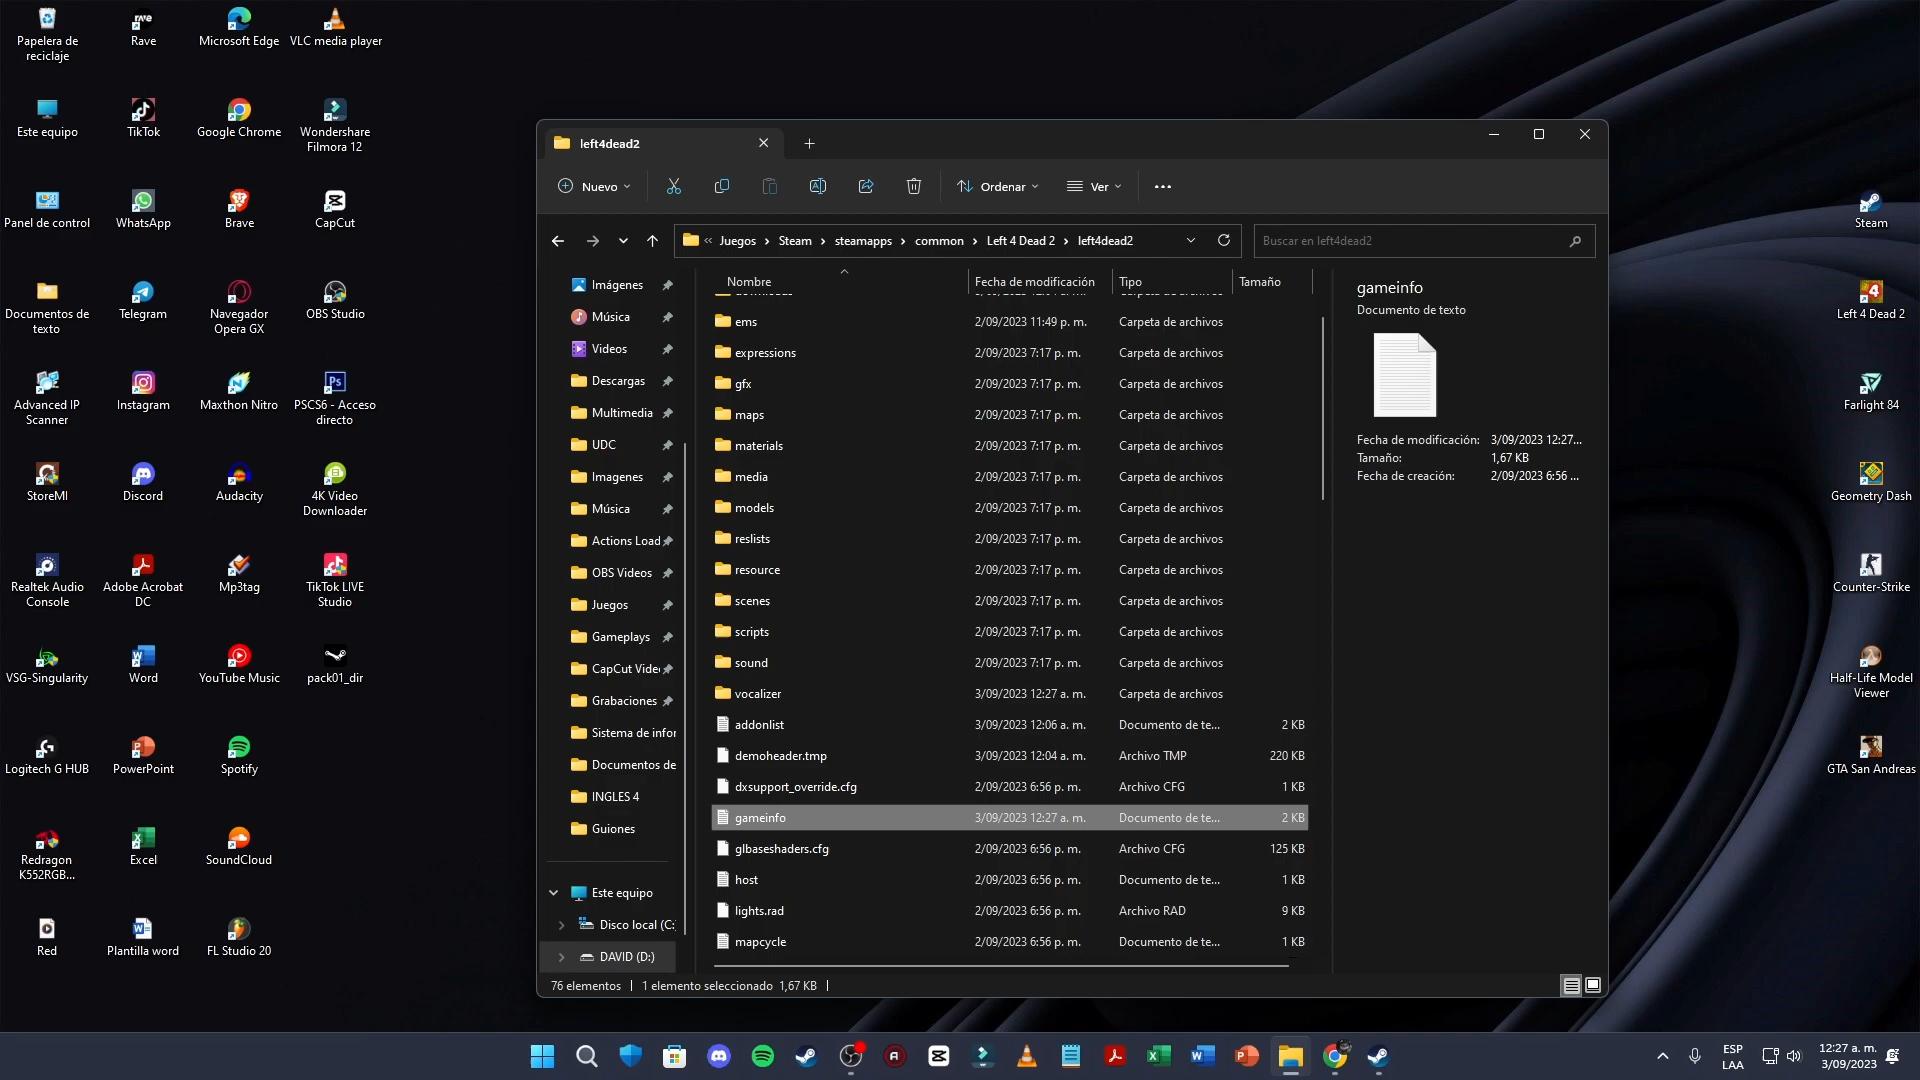 Papelera de
reciclaje
Rave
Microsoft Edge
VLC media player
Este equipo
TikTok
Google Chrome
Wondershare
Filmora 12
Panel de control
WhatsApp
Brave
CapCut
Documentos de
texto
Telegram
Navegador
Opera GX
OBS Studio
Advanced IP
Scanner
Instagram
Maxthon Nitro
PSCS6 - Acceso
directo
StoreMI
Discord
Audacity
4K Video
Downloader
Realtek Audio
Console
Adobe Acrobat
DC
Mp3tag
TikTok LIVE
Studio
VSG-Singularity
Word
YouTube Music
pack01_dir
Logitech G HUB
PowerPoint
Spotify
Redragon
K552RGB...
Excel
SoundCloud
Red
Plantilla word
FL Studio 20
left4dead2
Nuevo
Ordenar
Ver
« Juegos > Steam > steamapps > common > Left 4 Dead 2 > left4dead2
Buscar en left4dead2
Imágenes
Música
Videos
Descargas
Multimedia
UDC
Imagenes
Música
Actions Load
OBS Videos
Juegos
Gameplays
CapCut Vide
Grabaciones
Sistema de infor
Documentos de
INGLES 4
Guiones
Este equipo
Disco local (C:
DAVID (D:)
Nombre Fecha de modificación Tipo Tamaño
ems 2/09/2023 11:49 p. m. Carpeta de archivos
expressions 2/09/2023 7:17 p. m. Carpeta de archivos
gfx 2/09/2023 7:17 p. m. Carpeta de archivos
maps 2/09/2023 7:17 p. m. Carpeta de archivos
materials 2/09/2023 7:17 p. m. Carpeta de archivos
media 2/09/2023 7:17 p. m. Carpeta de archivos
models 2/09/2023 7:17 p. m. Carpeta de archivos
reslists 2/09/2023 7:17 p. m. Carpeta de archivos
resource 2/09/2023 7:17 p. m. Carpeta de archivos
scenes 2/09/2023 7:17 p. m. Carpeta de archivos
scripts 2/09/2023 7:17 p. m. Carpeta de archivos
sound 2/09/2023 7:17 p. m. Carpeta de archivos
vocalizer 3/09/2023 12:27 a. m. Carpeta de archivos
addonlist 3/09/2023 12:06 a. m. Documento de te... 2 KB
demoheader.tmp 3/09/2023 12:04 a. m. Archivo TMP 220 KB
dxsupport_override.cfg 2/09/2023 6:56 p. m. Archivo CFG 1 KB
gameinfo 3/09/2023 12:27 a. m. Documento de te... 2 KB
glbaseshaders.cfg 2/09/2023 6:56 p. m. Archivo CFG 125 KB
host 2/09/2023 6:56 p. m. Documento de te... 1 KB
lights.rad 2/09/2023 6:56 p. m. Archivo RAD 9 KB
mapcycle 2/09/2023 6:56 p. m. Documento de te... 1 KB
gameinfo
Documento de texto
Fecha de modificación: 3/09/2023 12:27...
Tamaño: 1,67 KB
Fecha de creación: 2/09/2023 6:56 ...
76 elementos | 1 elemento seleccionado 1,67 KB |
Steam
Left 4 Dead 2
Farlight 84
Geometry Dash
Counter-Strike
Half-Life Model
Viewer
GTA San Andreas
ESP
LAA
12:27 a. m.
3/09/2023